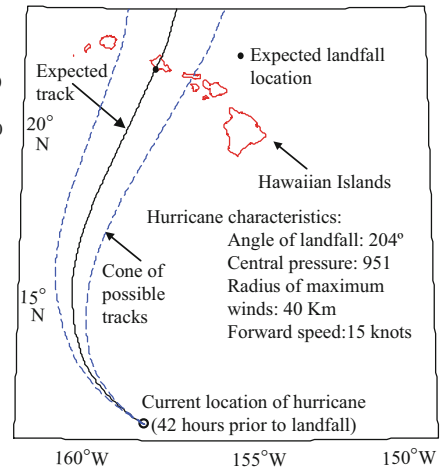 Expected landfall
location
Expected
track
20°
N
Hawaiian Islands
Hurricane characteristics:
Angle of landfall: 204º
Central pressure: 951
Radius of maximum
winds: 40 Km
Forward speed:15 knots
Cone of
possible
tracks
15°
N
Current location of hurricane
(42 hours prior to landfall)
160°W
155°W
150°W